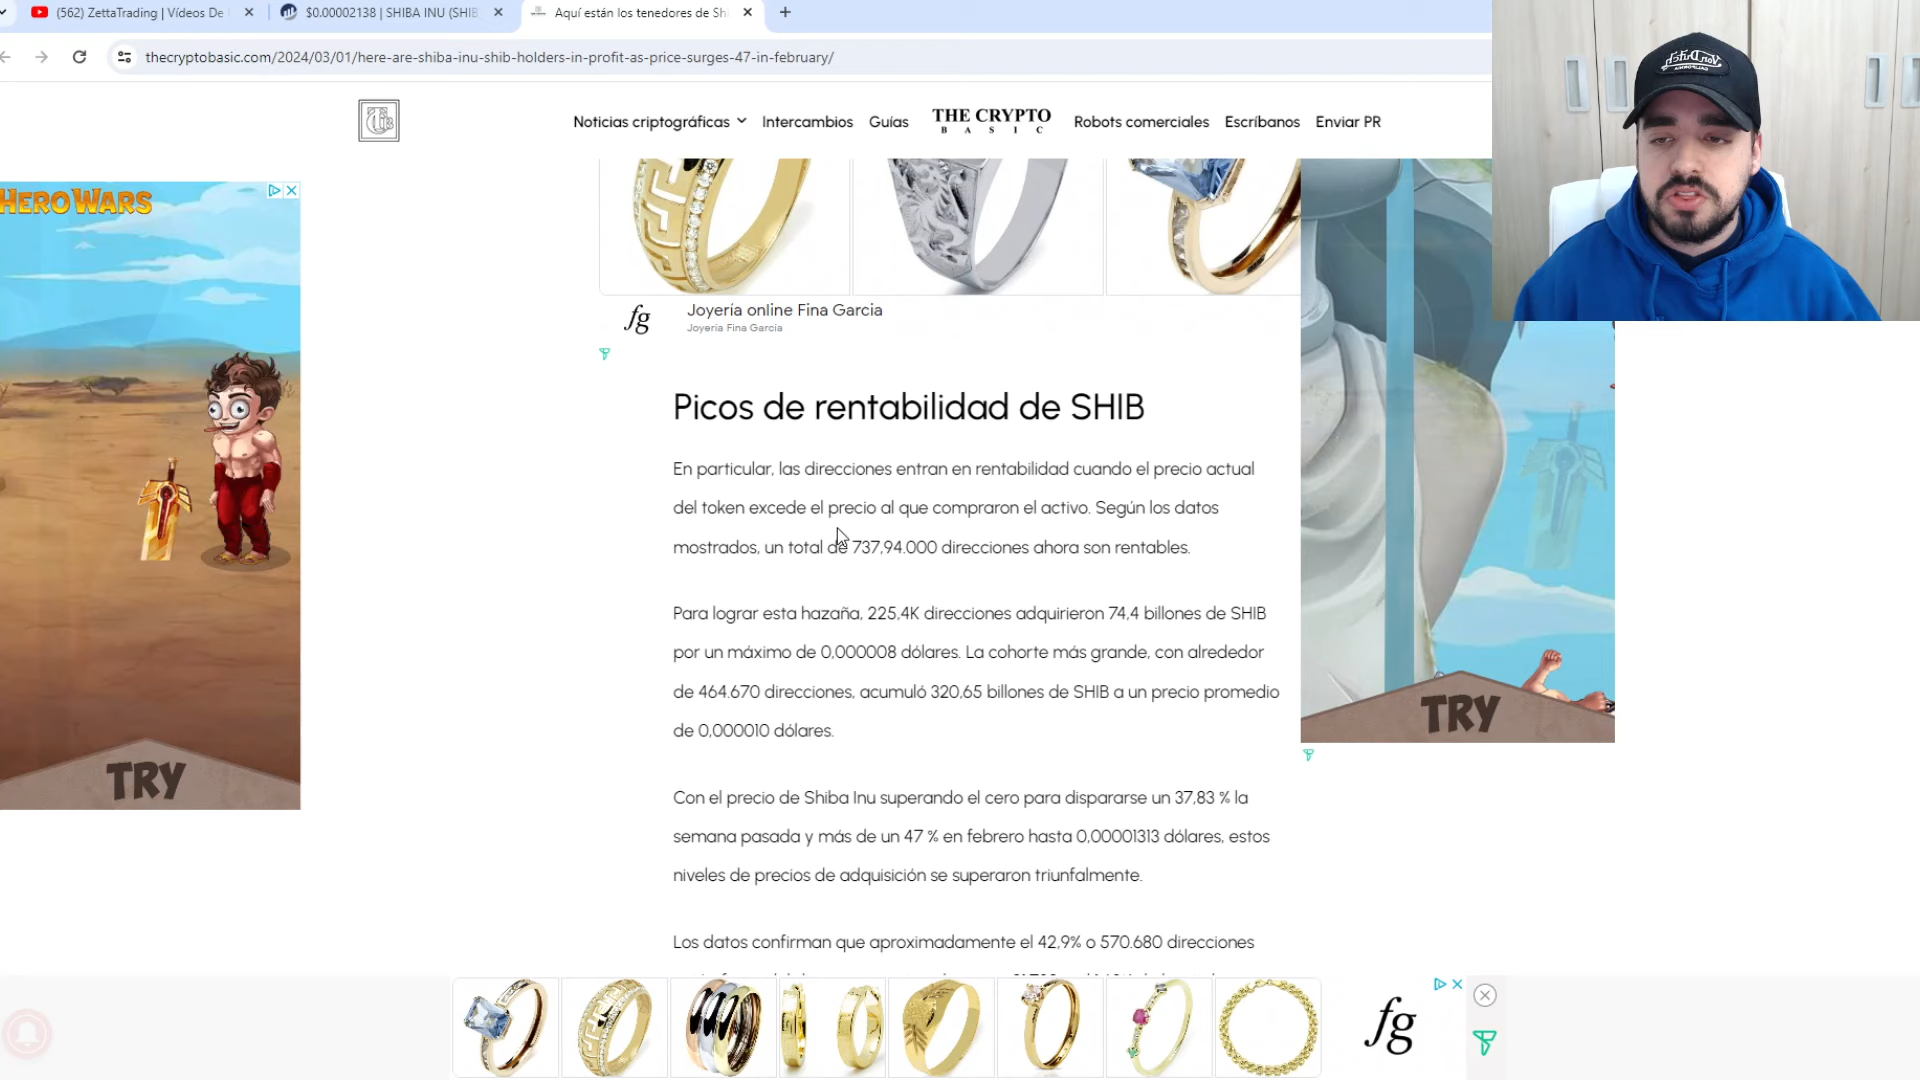 (562) ZettaTrading | Vídeos De
$0.00002138 | SHIBA INU (SHIB
Aquí están los tenedores de Sh
thecryptobasic.com/2024/03/01/here-are-shiba-inu-shib-holders-in-profit-as-price-surges-47-in-february/
Noticias criptográficas
Intercambios
Guías
THE CRYPTO
BASIC
Robots comerciales
Escríbanos
Enviar PR
HERO WARS
fg
Joyería online Fina Garcia
Joyeria Fina Garcia
Picos de rentabilidad de SHIB
En particular, las direcciones entran en rentabilidad cuando el precio actual
del token excede el precio al que compraron el activo. Según los datos
mostrados, un total de 737,94.000 direcciones ahora son rentables.
Para lograr esta hazaña, 225,4K direcciones adquirieron 74,4 billones de SHIB
por un máximo de 0,000008 dólares. La cohorte más grande, con alrededor
de 464.670 direcciones, acumuló 320,65 billones de SHIB a un precio promedio
de 0,000010 dólares.
Con el precio de Shiba Inu superando el cero para dispararse un 37,83 % la
semana pasada y más de un 47 % en febrero hasta 0,00001313 dólares, estos
niveles de precios de adquisición se superaron triunfalmente.
Los datos confirman que aproximadamente el 42,9% o 570.680 direcciones
TRY
TRY
fg